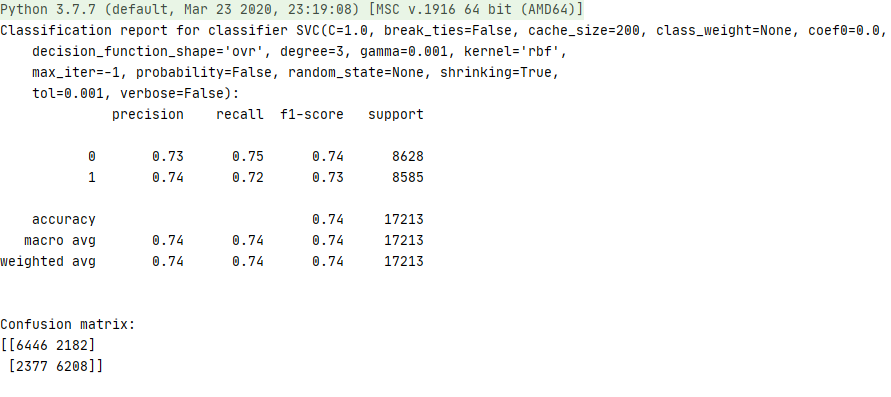 Python 3.7.7 (default, Mar 23 2020, 23:19:08) [MSC v.1916 64 bit (AMD64)]
Classification report for classifier SVC(C=1.0, break_ties=False, cache_size=200, class_weight=None, coef0=0.0,
    decision_function_shape='ovr', degree=3, gamma=0.001, kernel='rbf',
    max_iter=-1, probability=False, random_state=None, shrinking=True,
    tol=0.001, verbose=False):
              precision    recall  f1-score   support

           0       0.73      0.75      0.74      8628
           1       0.74      0.72      0.73      8585

    accuracy                           0.74     17213
   macro avg       0.74      0.74      0.74     17213
weighted avg       0.74      0.74      0.74     17213


Confusion matrix:
[[6446 2182]
 [2377 6208]]